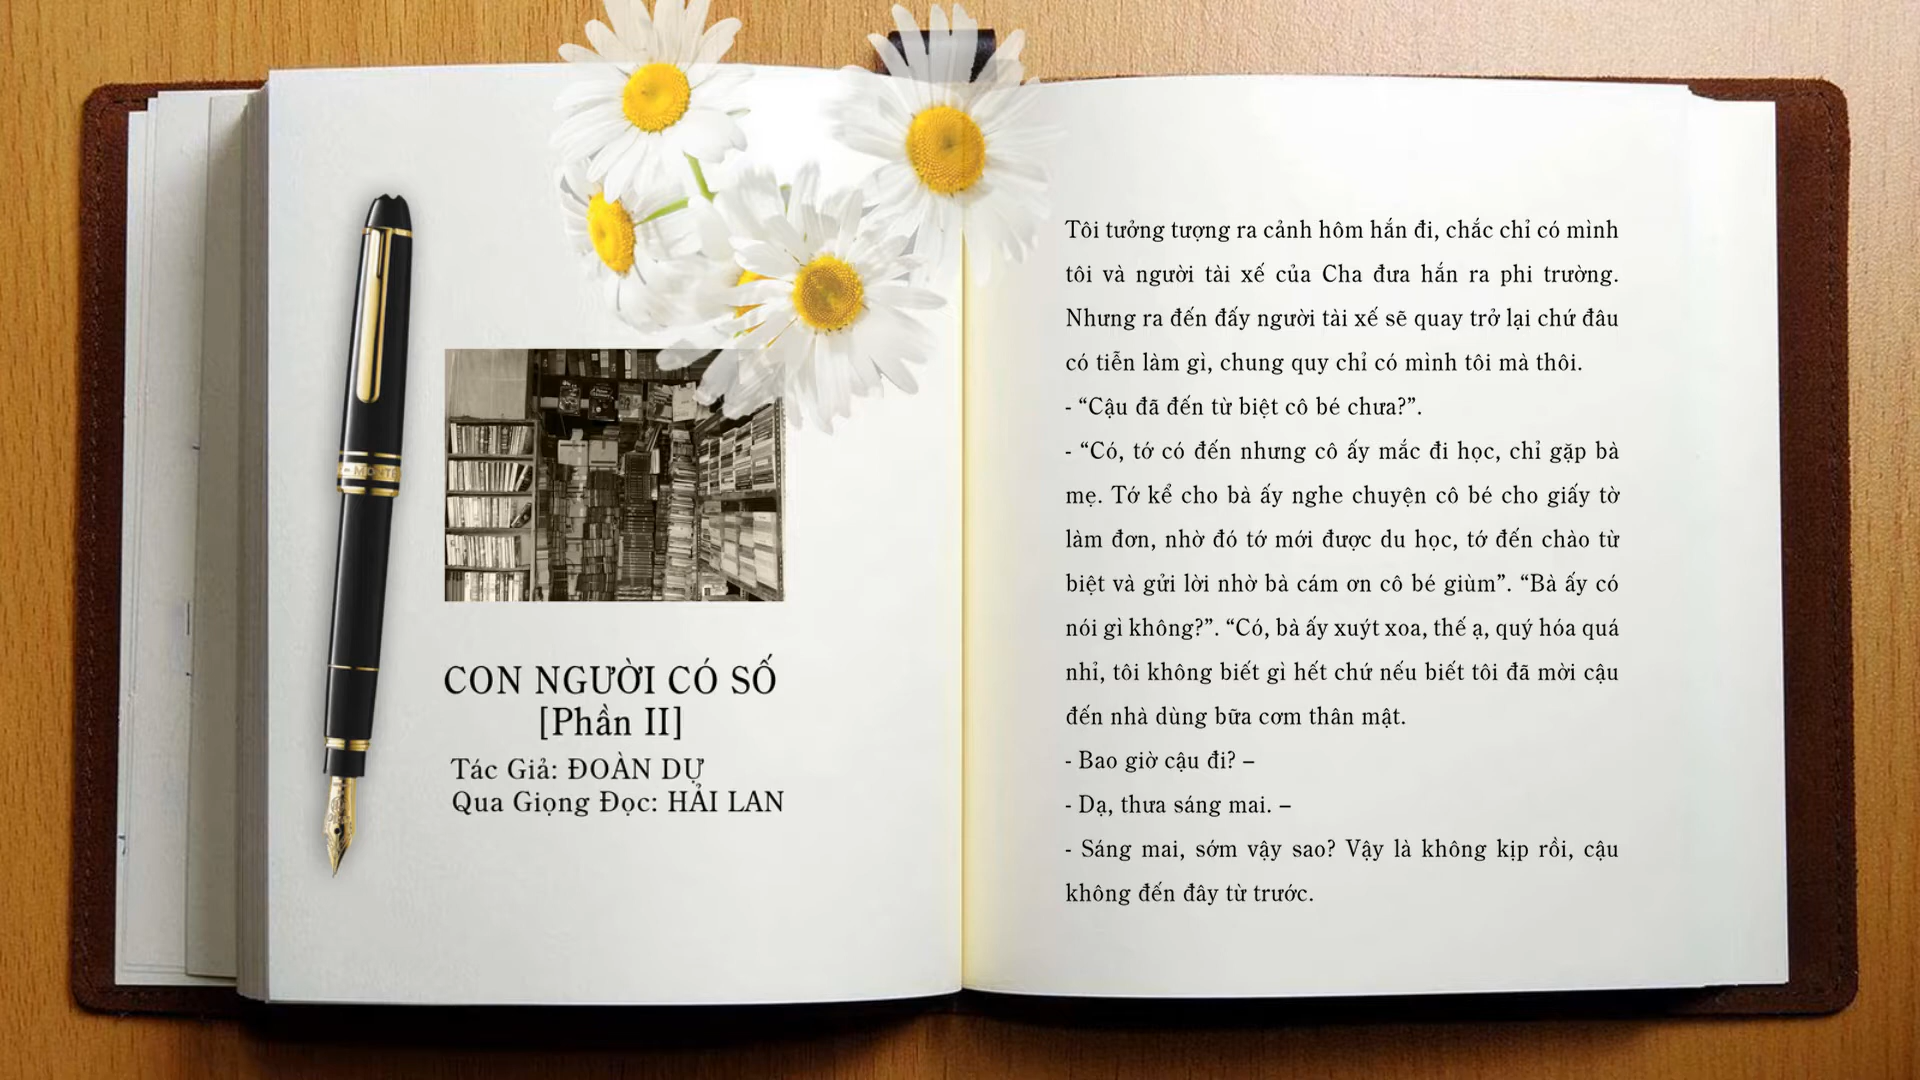 CON NGƯỜI CÓ SỐ
[Phần II]
Tác Giả: ĐOÀN DỰ
Qua Giọng Đọc: HẢI LAN
Tôi tưởng tượng ra cảnh hôm hắn đi, chắc chỉ có mình
tôi và người tài xế của Cha đưa hắn ra phi trường.
Nhưng ra đến đấy người tài xế sẽ quay trở lại chứ đâu
có tiễn làm gì, chung quy chỉ có mình tôi mà thôi.
- “Cậu đã đến từ biệt cô bé chưa?”.
- “Có, tớ có đến nhưng cô ấy mắc đi học, chỉ gặp bà
mẹ. Tớ kể cho bà ấy nghe chuyện cô bé cho giấy tờ
làm đơn, nhờ đó tớ mới được du học, tớ đến chào từ
biệt và gửi lời nhờ bà cám ơn cô bé giùm”. “Bà ấy có
nói gì không?”. “Có, bà ấy xuýt xoa, thế ạ, quý hóa quá
nhỉ, tôi không biết gì hết chứ nếu biết tôi đã mời cậu
đến nhà dùng bữa cơm thân mật.
- Bao giờ cậu đi? –
- Dạ, thưa sáng mai. –
- Sáng mai, sớm vậy sao? Vậy là không kịp rồi, cậu
không đến đây từ trước.